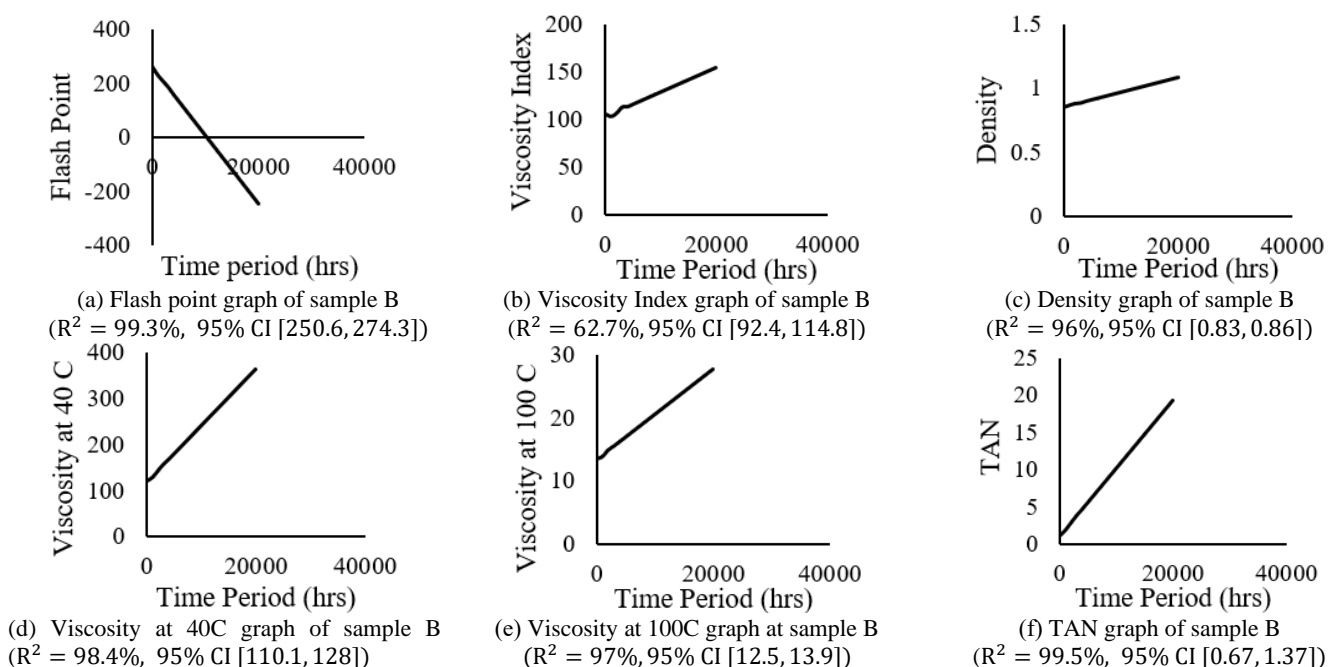 400
200
0
-200
-400
0
20000
40000
Flash Point
Time period (hrs)
(a) Flash point graph of sample B
(R² = 99.3%, 95% CI [250.6, 274.3])
200
150
100
50
0
0
20000
40000
Viscosity Index
Time Period (hrs)
(b) Viscosity Index graph of sample B
(R² = 62.7%, 95% CI [92.4, 114.8])
1.5
1
0.5
0
0
20000
40000
Density
Time Period (hrs)
(c) Density graph of sample B
(R² = 96%, 95% CI [0.83, 0.86])
400
300
200
100
0
0
20000
40000
Viscosity at 40 C
Time Period (hrs)
(d) Viscosity at 40C graph of sample B
(R² = 98.4%, 95% CI [110.1, 128])
30
20
10
0
0
20000
40000
Viscosity at 100 C
Time Period (hrs)
(e) Viscosity at 100C graph at sample B
(R² = 97%, 95% CI [12.5, 13.9])
25
20
15
10
5
0
0
20000
40000
TAN
Time Period (hrs)
(f) TAN graph of sample B
(R² = 99.5%, 95% CI [0.67, 1.37])